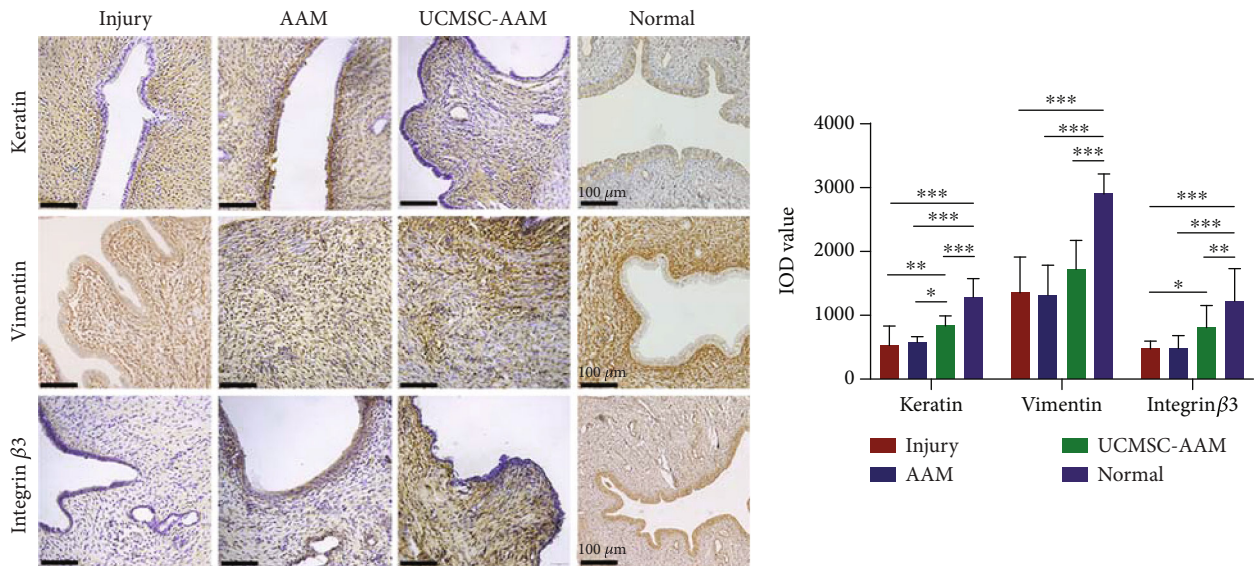 Injury AAM UCMSC-AAM Normal
Keratin
100 μm
Vimentin
100 μm
Integrin β3
100 μm
IOD value
4000
3000
2000
1000
0
***
***
***
***
***
***
**
*
***
***
**
*
Keratin Vimentin Integrinβ3
Injury UCMSC-AAM
AAM Normal